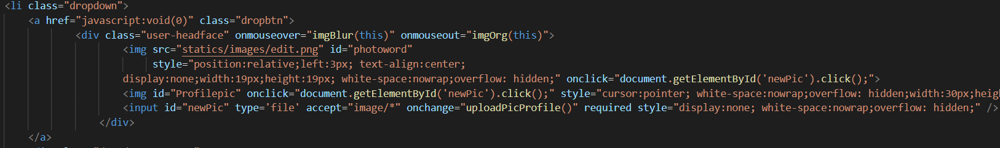 <li class="dropdown">
<a href="javascript:void(0)" class="dropbtn">
<div class="user-headface" onmouseover="imgBlur(this)" onmouseout="imgOrg(this)">
<img src="statics/images/edit.png" id="photoword"
style="position:relative;left:3px; text-align:center;
display:none;width:19px;height:19px; white-space:nowrap;overflow: hidden;" onclick="document.getElementById('newPic').click();">
<img id="Profilepic" onclick="document.getElementById('newPic').click();" style="cursor:pointer; white-space:nowrap;overflow: hidden;width:30px;heig
<input id="newPic" type='file' accept="image/*" onchange="uploadPicProfile()" required style="display:none; white-space:nowrap;overflow: hidden;" />
</div>
</a>